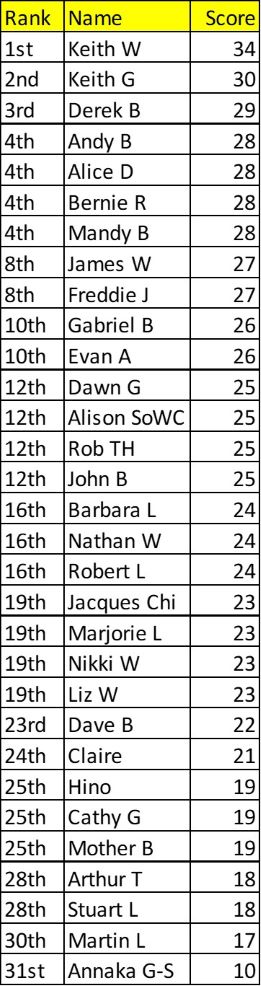 Rank Name Score
1st Keith W 34
2nd Keith G 30
3rd Derek B 29
4th Andy B 28
4th Alice D 28
4th Bernie R 28
4th Mandy B 28
8th James W 27
8th Freddie J 27
10th Gabriel B 26
10th Evan A 26
12th Dawn G 25
12th Alison SoWC 25
12th Rob TH 25
12th John B 25
16th Barbara L 24
16th Nathan W 24
16th Robert L 24
19th Jacques Chi 23
19th Marjorie L 23
19th Nikki W 23
19th Liz W 23
23rd Dave B 22
24th Claire 21
25th Hino 19
25th Cathy G 19
25th Mother B 19
28th Arthur T 18
28th Stuart L 18
30th Martin L 17
31st Annaka G-S 10